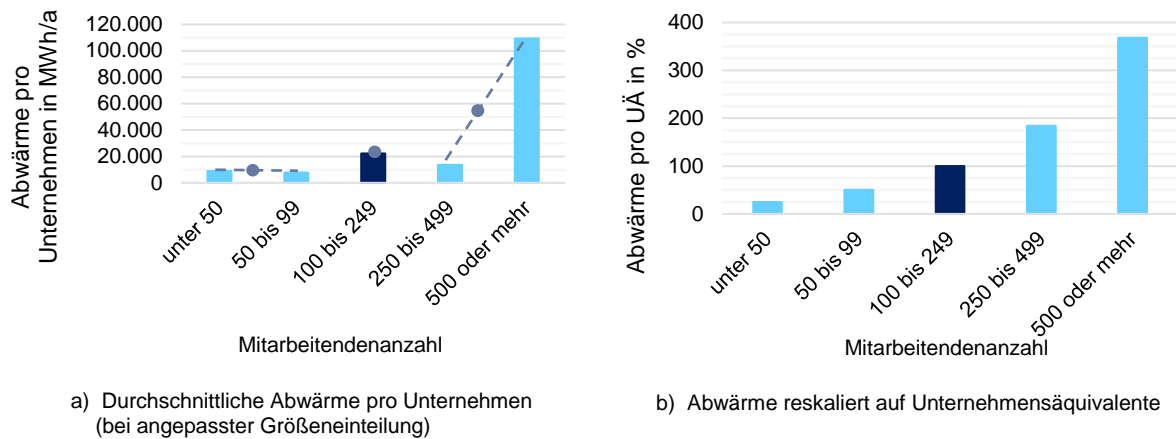 Abwärme pro
Unternehmen in MWh/a
120.000
100.000
80.000
60.000
40.000
20.000
0
unter 50
50 bis 99
100 bis 249
250 bis 499
500 oder mehr
Mitarbeitendenanzahl
a) Durchschnittliche Abwärme pro Unternehmen
(bei angepasster Größeneinteilung)
Abwärme pro UÄ in %
400
300
200
100
0
unter 50
50 bis 99
100 bis 249
250 bis 499
500 oder mehr
Mitarbeitendenanzahl
b) Abwärme reskaliert auf Unternehmensäquivalente